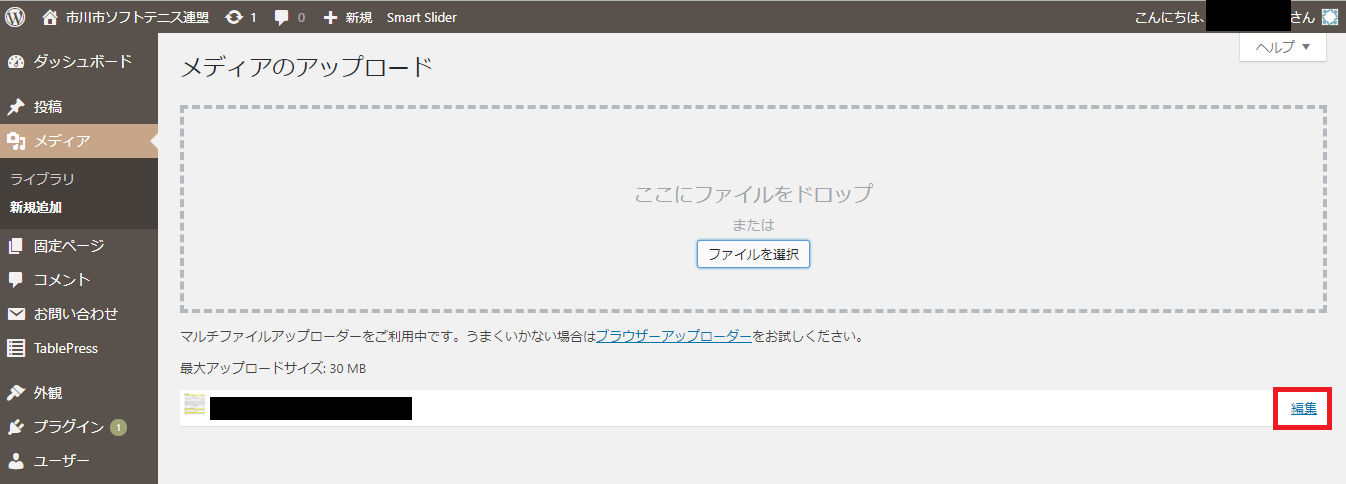 市川市ソフトテニス連盟 1 0 新規 Smart Slider こんにちは、 さん
ヘルプ
ダッシュボード
投稿
メディア
ライブラリ
新規追加
固定ページ
コメント
お問い合わせ
TablePress
外観
プラグイン 1
ユーザー
メディアのアップロード
ここにファイルをドロップ
または
ファイルを選択
マルチファイルアップローダーをご利用中です。うまくいかない場合はブラウザーアップローダーをお試しください。
最大アップロードサイズ: 30 MB
編集